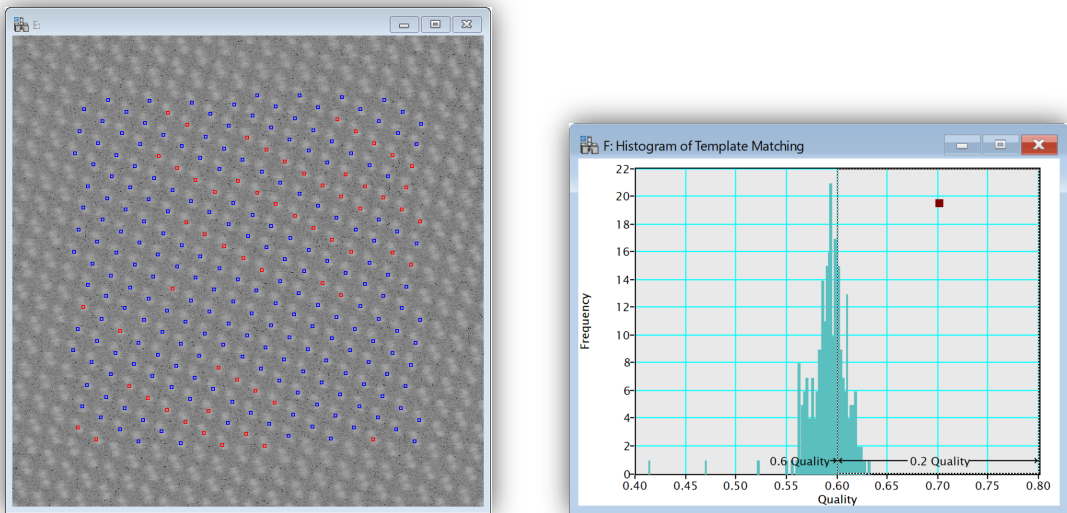 E:
F: Histogram of Template Matching
22
20
18
16
14
12
10
8
6
4
2
0
Frequency
0.6 Quality
0.2 Quality
0.40 0.45 0.50 0.55 0.60 0.65 0.70 0.75 0.80
Quality